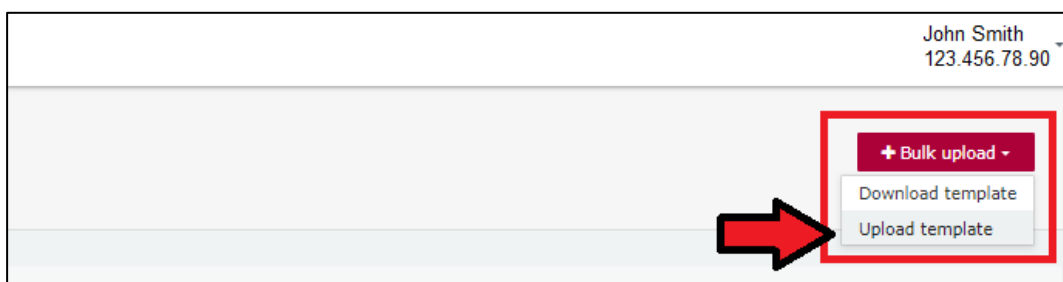 John Smith
123.456.78.90
+ Bulk upload
Download template
Upload template